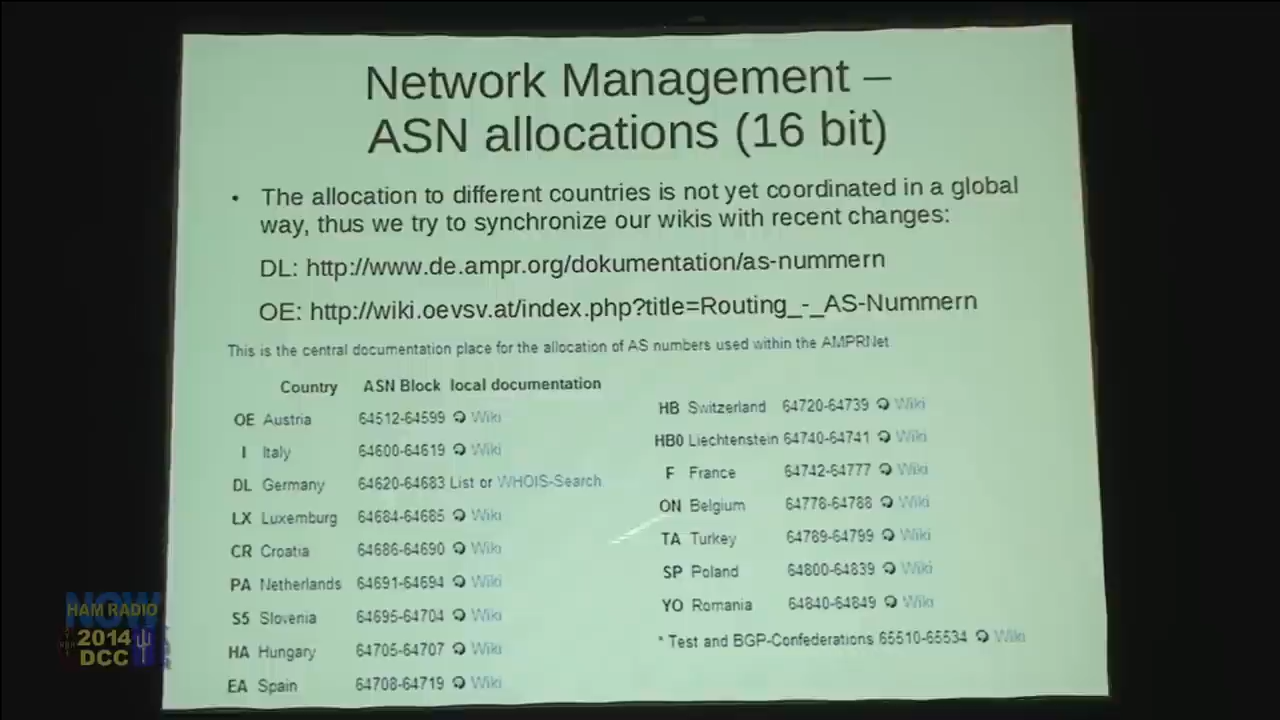 Network Management –
ASN allocations (16 bit)
• The allocation to different countries is not yet coordinated in a global
way, thus we try to synchronize our wikis with recent changes:
DL: http://www.de.ampr.org/dokumentation/as-nummern
OE: http://wiki.oevsv.at/index.php?title=Routing_-_AS-Nummern
This is the central documentation place for the allocation of AS numbers used within the AMPRNet
Country ASN Block local documentation
OE Austria 64512-64599 Wiki
I Italy 64600-64619 Wiki
DL Germany 64620-64683 List or WHOIS-Search
LX Luxemburg 64684-64685 Wiki
CR Croatia 64686-64690 Wiki
PA Netherlands 64691-64694 Wiki
S5 Slovenia 64695-64704 Wiki
HA Hungary 64705-64707 Wiki
EA Spain 64708-64719 Wiki
HB Switzerland 64720-64739 Wiki
HB0 Liechtenstein 64740-64741 Wiki
F France 64742-64777 Wiki
ON Belgium 64778-64788 Wiki
TA Turkey 64789-64799 Wiki
SP Poland 64800-64839 Wiki
YO Romania 64840-64849 Wiki
* Test and BGP-Confederations 65510-65534 Wiki
NOW
HAM RADIO
2014
DCC